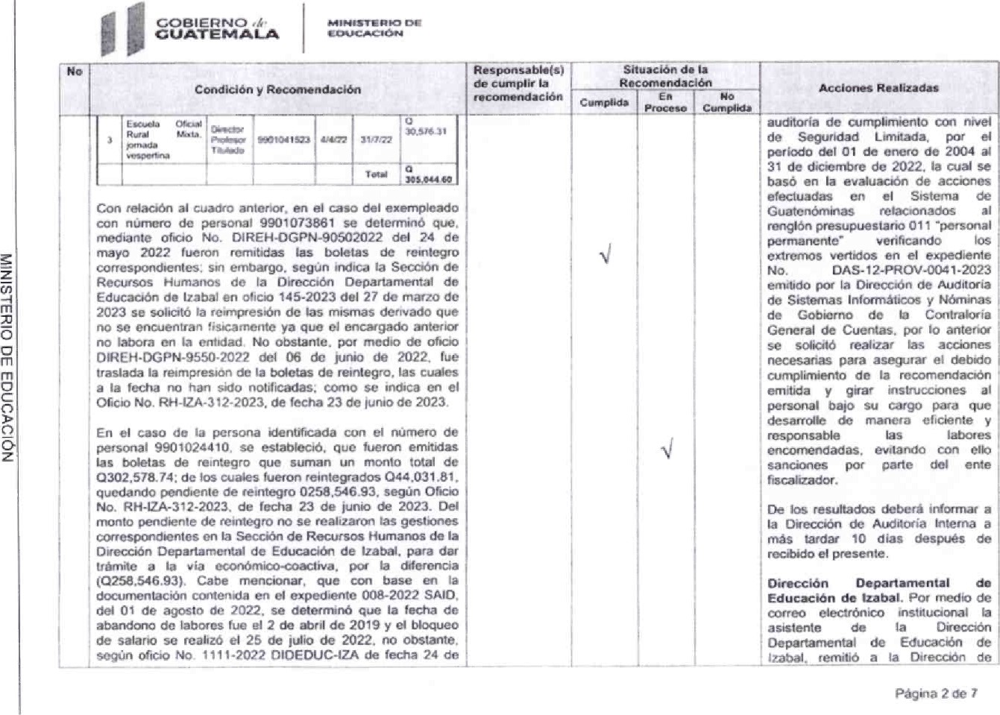 GOBIERNO de
GUATEMALA
MINISTERIO DE
EDUCACIÓN
MINISTERIO DE EDUCACIÓN
No
Condición y Recomendación
Responsable(s)
de cumplir la
recomendación
Situación de la
Recomendación
Cumplida
En
Proceso
No
Cumplida
Acciones Realizadas
3
Escuela Oficial
Rural Mixta,
jornada
vespertina
Director
Profesor
Titulado
9901041523
4/4/22
31/7/22
Q
30,576.31
Total
Q
305,044.60
Con relación al cuadro anterior, en el caso del exempleado
con número de personal 9901073861 se determinó que,
mediante oficio No. DIREH-DGPN-90502022 del 24 de
mayo 2022 fueron remitidas las boletas de reintegro
correspondientes; sin embargo, según indica la Sección de
Recursos Humanos de la Dirección Departamental de
Educación de Izabal en oficio 145-2023 del 27 de marzo de
2023 se solicitó la reimpresión de las mismas derivado que
no se encuentran físicamente ya que el encargado anterior
no labora en la entidad. No obstante, por medio de oficio
DIREH-DGPN-9550-2022 del 06 de junio de 2022, fue
traslada la reimpresión de la boletas de reintegro, las cuales
a la fecha no han sido notificadas; como se indica en el
Oficio No. RH-IZA-312-2023, de fecha 23 de junio de 2023.
En el caso de la persona identificada con el número de
personal 9901024410, se estableció, que fueron emitidas
las boletas de reintegro que suman un monto total de
Q302,578.74; de los cuales fueron reintegrados Q44,031.81,
quedando pendiente de reintegro 0258,546.93, según Oficio
No. RH-IZA-312-2023, de fecha 23 de junio de 2023. Del
monto pendiente de reintegro no se realizaron las gestiones
correspondientes en la Sección de Recursos Humanos de la
Dirección Departamental de Educación de Izabal, para dar
trámite a la vía económico-coactiva, por la diferencia
(Q258,546.93). Cabe mencionar, que con base en la
documentación contenida en el expediente 008-2022 SAID,
del 01 de agosto de 2022, se determinó que la fecha de
abandono de labores fue el 2 de abril de 2019 y el bloqueo
de salario se realizó el 25 de julio de 2022, no obstante,
según oficio No. 1111-2022 DIDEDUC-IZA de fecha 24 de
√
√
auditoría de cumplimiento con nivel
de Seguridad Limitada, por el
período del 01 de enero de 2004 al
31 de diciembre de 2022, la cual se
basó en la evaluación de acciones
efectuadas en el Sistema de
Guatenóminas relacionados al
renglón presupuestario 011 "personal
permanente" verificando los
extremos vertidos en el expediente
No. DAS-12-PROV-0041-2023
emitido por la Dirección de Auditoría
de Sistemas Informáticos y Nóminas
de Gobierno de la Contraloría
General de Cuentas, por lo anterior
se solicitó realizar las acciones
necesarias para asegurar el debido
cumplimiento de la recomendación
emitida y girar instrucciones al
personal bajo su cargo para que
desarrolle de manera eficiente y
responsable las labores
encomendadas, evitando con ello
sanciones por parte del ente
fiscalizador.
De los resultados deberá informar a
la Dirección de Auditoría Interna a
más tardar 10 días después de
recibido el presente.
Dirección Departamental de
Educación de Izabal. Por medio de
correo electrónico institucional la
asistente de la Dirección
Departamental de Educación de
Izabal, remitió a la Dirección de
Página 2 de 7